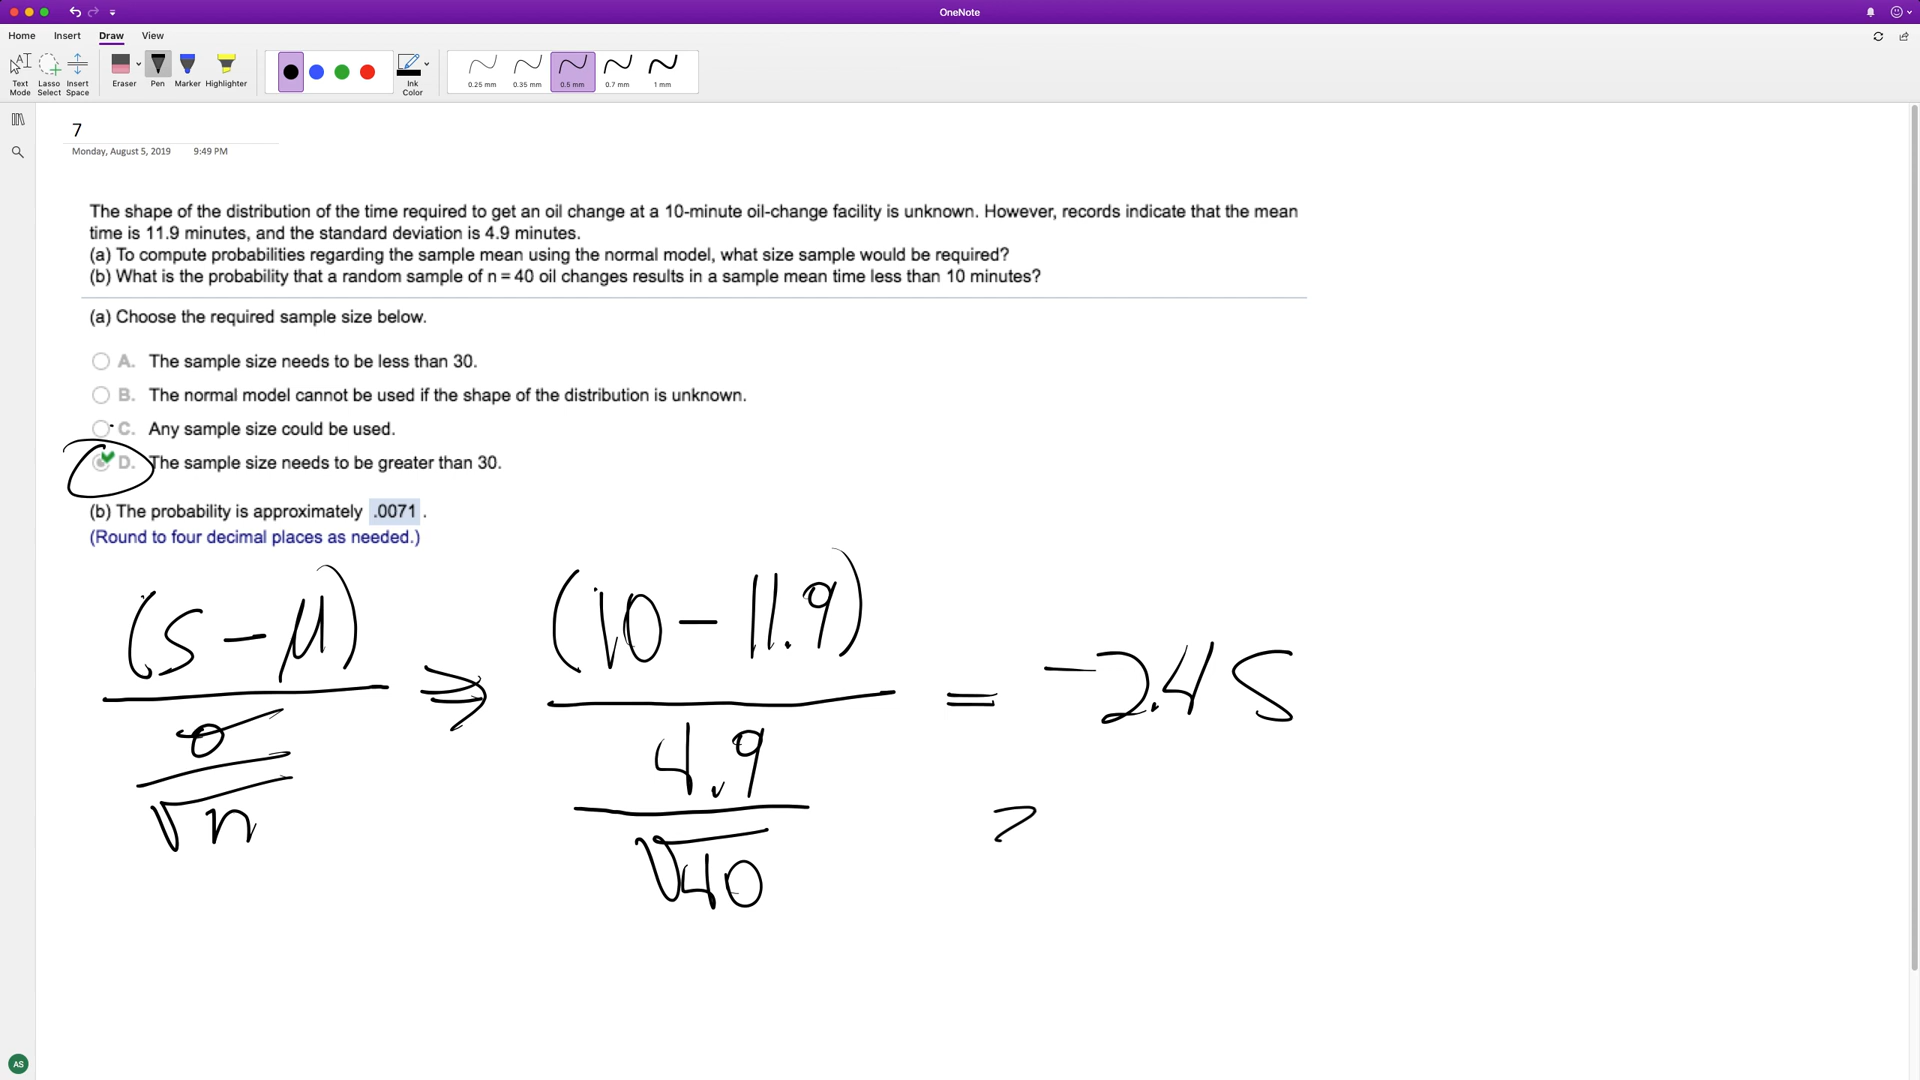 OneNote
Home Insert Draw View
Text Mode
Lasso Select
Insert Space
Eraser
Pen
Marker
Highlighter
Ink Color
0.25 mm
0.35 mm
0.5 mm
0.7 mm
1 mm
7
Monday, August 5, 2019 9:49 PM
The shape of the distribution of the time required to get an oil change at a 10-minute oil-change facility is unknown. However, records indicate that the mean
time is 11.9 minutes, and the standard deviation is 4.9 minutes.
(a) To compute probabilities regarding the sample mean using the normal model, what size sample would be required?
(b) What is the probability that a random sample of n = 40 oil changes results in a sample mean time less than 10 minutes?
(a) Choose the required sample size below.
A. The sample size needs to be less than 30.
B. The normal model cannot be used if the shape of the distribution is unknown.
C. Any sample size could be used.
D. The sample size needs to be greater than 30.
(b) The probability is approximately .0071 .
(Round to four decimal places as needed.)
(s - μ) ⇒ (10 - 11.9) = -2.45
σ
√n
4.9
√40
AS